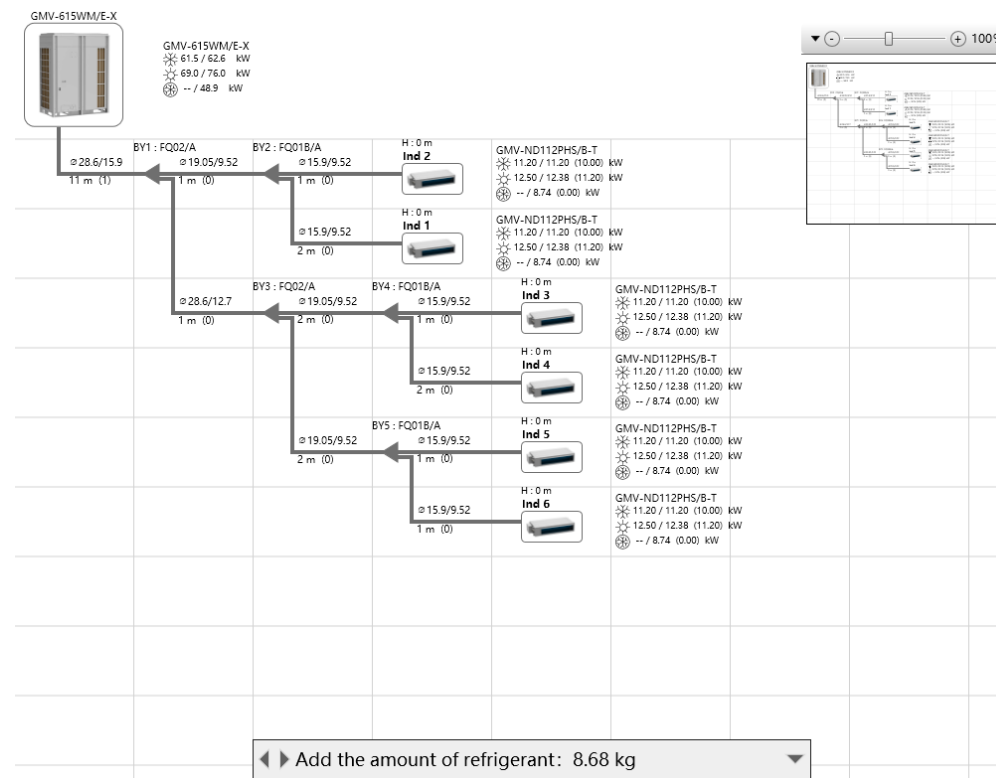 GMV-615WM/E-X
GMV-615WM/E-X
61.5 / 62.6 kW
69.0 / 76.0 kW
-- / 48.9 kW
100%
BY1 : FQ02/A
BY2 : FQ01B/A
H : 0 m
Ind 2
⌀28.6/15.9
⌀19.05/9.52
⌀15.9/9.52
11 m (1)
1 m (0)
1 m (0)
GMV-ND112PHS/B-T
11.20 / 11.20 (10.00) kW
12.50 / 12.38 (11.20) kW
-- / 8.74 (0.00) kW
H : 0 m
Ind 1
⌀15.9/9.52
2 m (0)
GMV-ND112PHS/B-T
11.20 / 11.20 (10.00) kW
12.50 / 12.38 (11.20) kW
-- / 8.74 (0.00) kW
BY3 : FQ02/A
BY4 : FQ01B/A
H : 0 m
Ind 3
⌀28.6/12.7
⌀19.05/9.52
⌀15.9/9.52
1 m (0)
2 m (0)
1 m (0)
GMV-ND112PHS/B-T
11.20 / 11.20 (10.00) kW
12.50 / 12.38 (11.20) kW
-- / 8.74 (0.00) kW
H : 0 m
Ind 4
⌀15.9/9.52
2 m (0)
GMV-ND112PHS/B-T
11.20 / 11.20 (10.00) kW
12.50 / 12.38 (11.20) kW
-- / 8.74 (0.00) kW
BY5 : FQ01B/A
H : 0 m
Ind 5
⌀19.05/9.52
⌀15.9/9.52
2 m (0)
1 m (0)
GMV-ND112PHS/B-T
11.20 / 11.20 (10.00) kW
12.50 / 12.38 (11.20) kW
-- / 8.74 (0.00) kW
H : 0 m
Ind 6
⌀15.9/9.52
1 m (0)
GMV-ND112PHS/B-T
11.20 / 11.20 (10.00) kW
12.50 / 12.38 (11.20) kW
-- / 8.74 (0.00) kW
Add the amount of refrigerant: 8.68 kg